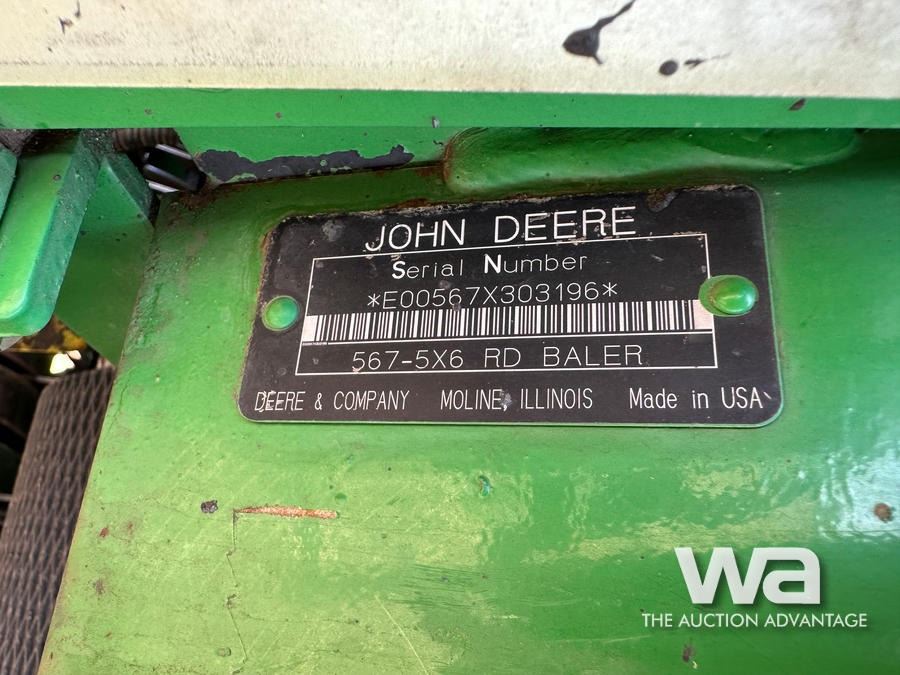 JOHN DEERE
Serial Number
*E00567X303196*
567-5X6 RD BALER
DEERE & COMPANY MOLINE, ILLINOIS Made in USA
wa
THE AUCTION ADVANTAGE